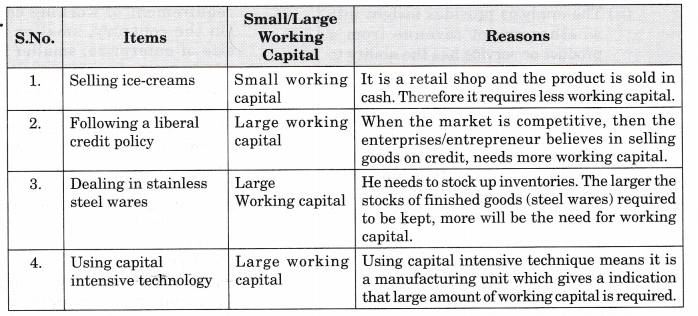 S.No. Items Small/Large Working Capital Reasons
1. Selling ice-creams Small working capital It is a retail shop and the product is sold in
cash. Therefore it requires less working capital.
2. Following a liberal credit policy Large working capital When the market is competitive, then the
enterprises/entrepreneur believes in selling
goods on credit, needs more working capital.
3. Dealing in stainless steel wares Large Working capital He needs to stock up inventories. The larger the
stocks of finished goods (steel wares) required
to be kept, more will be the need for working
capital.
4. Using capital intensive technology Large working capital Using capital intensive technique means it is
a manufacturing unit which gives a indication
that large amount of working capital is required.